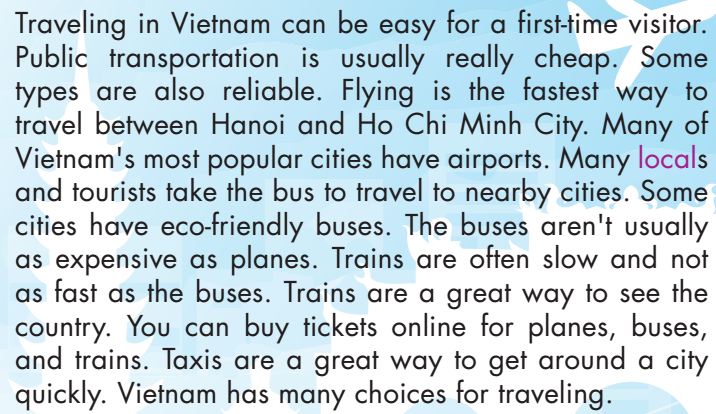 Traveling in Vietnam can be easy for a first-time visitor.
Public transportation is usually really cheap. Some
types are also reliable. Flying is the fastest way to
travel between Hanoi and Ho Chi Minh City. Many of
Vietnam's most popular cities have airports. Many locals
and tourists take the bus to travel to nearby cities. Some
cities have eco-friendly buses. The buses aren't usually
as expensive as planes. Trains are often slow and not
as fast as the buses. Trains are a great way to see the
country. You can buy tickets online for planes, buses,
and trains. Taxis are a great way to get around a city
quickly. Vietnam has many choices for traveling.